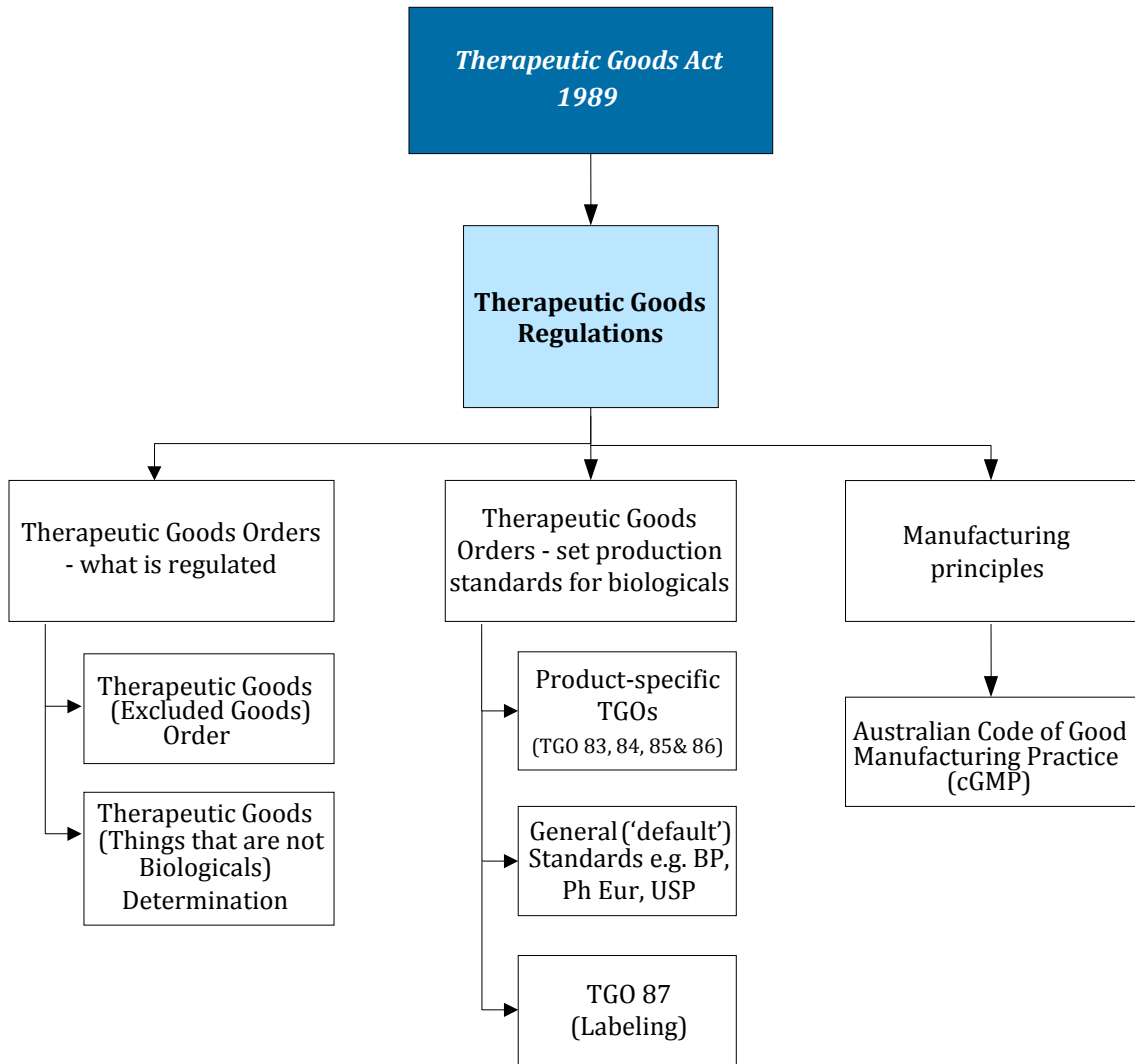 Therapeutic Goods Act
1989
Therapeutic Goods
Regulations
Therapeutic Goods Orders
- what is regulated
Therapeutic Goods
(Excluded Goods)
Order
Therapeutic Goods
(Things that are not
Biologicals)
Determination
Therapeutic Goods
Orders - set production
standards for biologicals
Product-specific
TGOs
(TGO 83, 84, 85& 86)
General (‘default’)
Standards e.g. BP,
Ph Eur, USP
TGO 87
(Labeling)
Manufacturing
principles
Australian Code of Good
Manufacturing Practice
(cGMP)